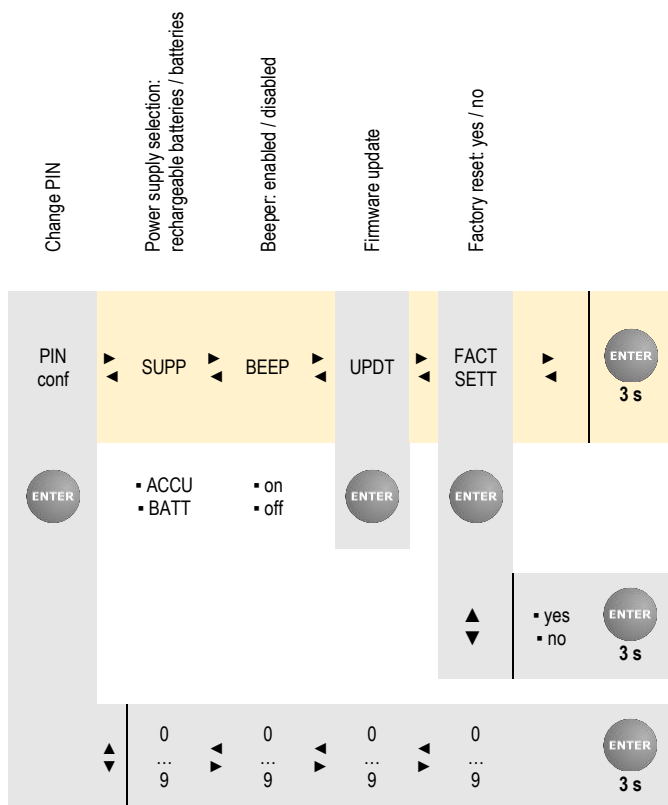 Change PIN
Power supply selection:
rechargeable batteries / batteries
Beeper: enabled / disabled
Firmware update
Factory reset: yes / no
PIN
conf
SUPP
BEEP
UPDT
FACT
SETT
ENTER
3 s
ENTER
▪ ACCU
▪ BATT
▪ on
▪ off
ENTER
ENTER
▪ yes
▪ no
ENTER
3 s
0
…
9
0
…
9
0
…
9
0
…
9
ENTER
3 s